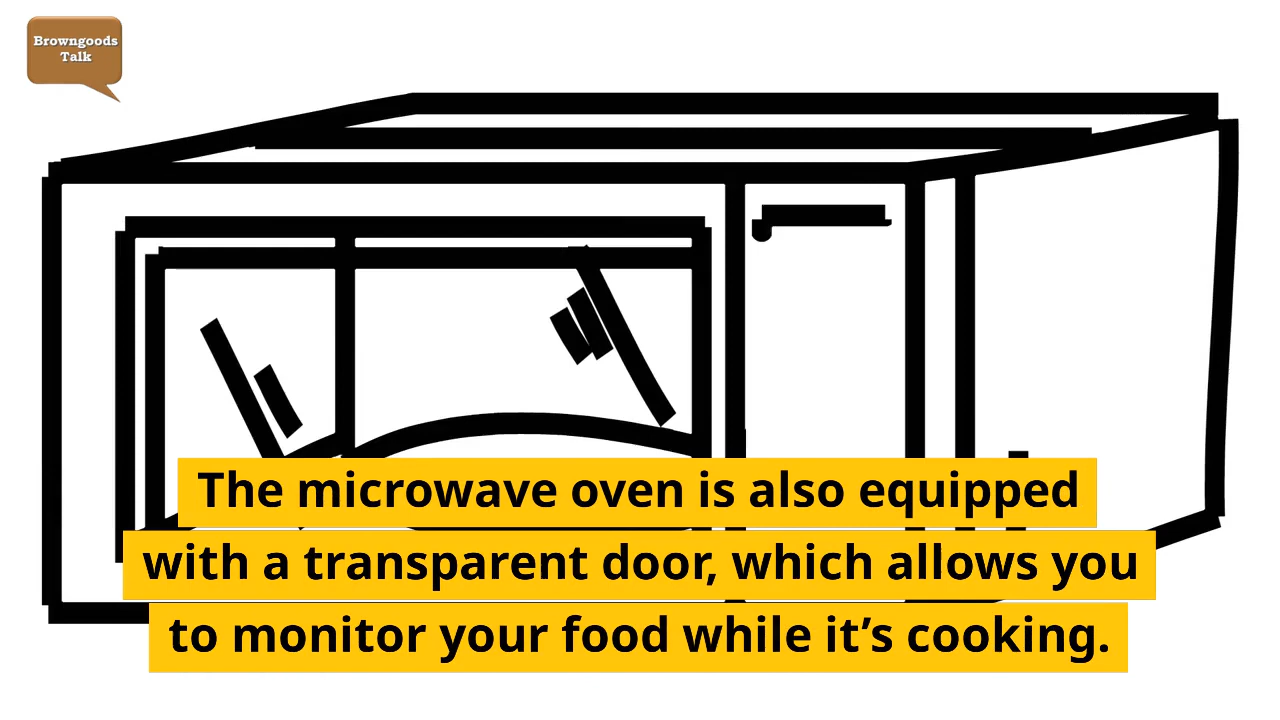 Browngoods
Talk
The microwave oven is also equipped
with a transparent door, which allows you
to monitor your food while it’s cooking.